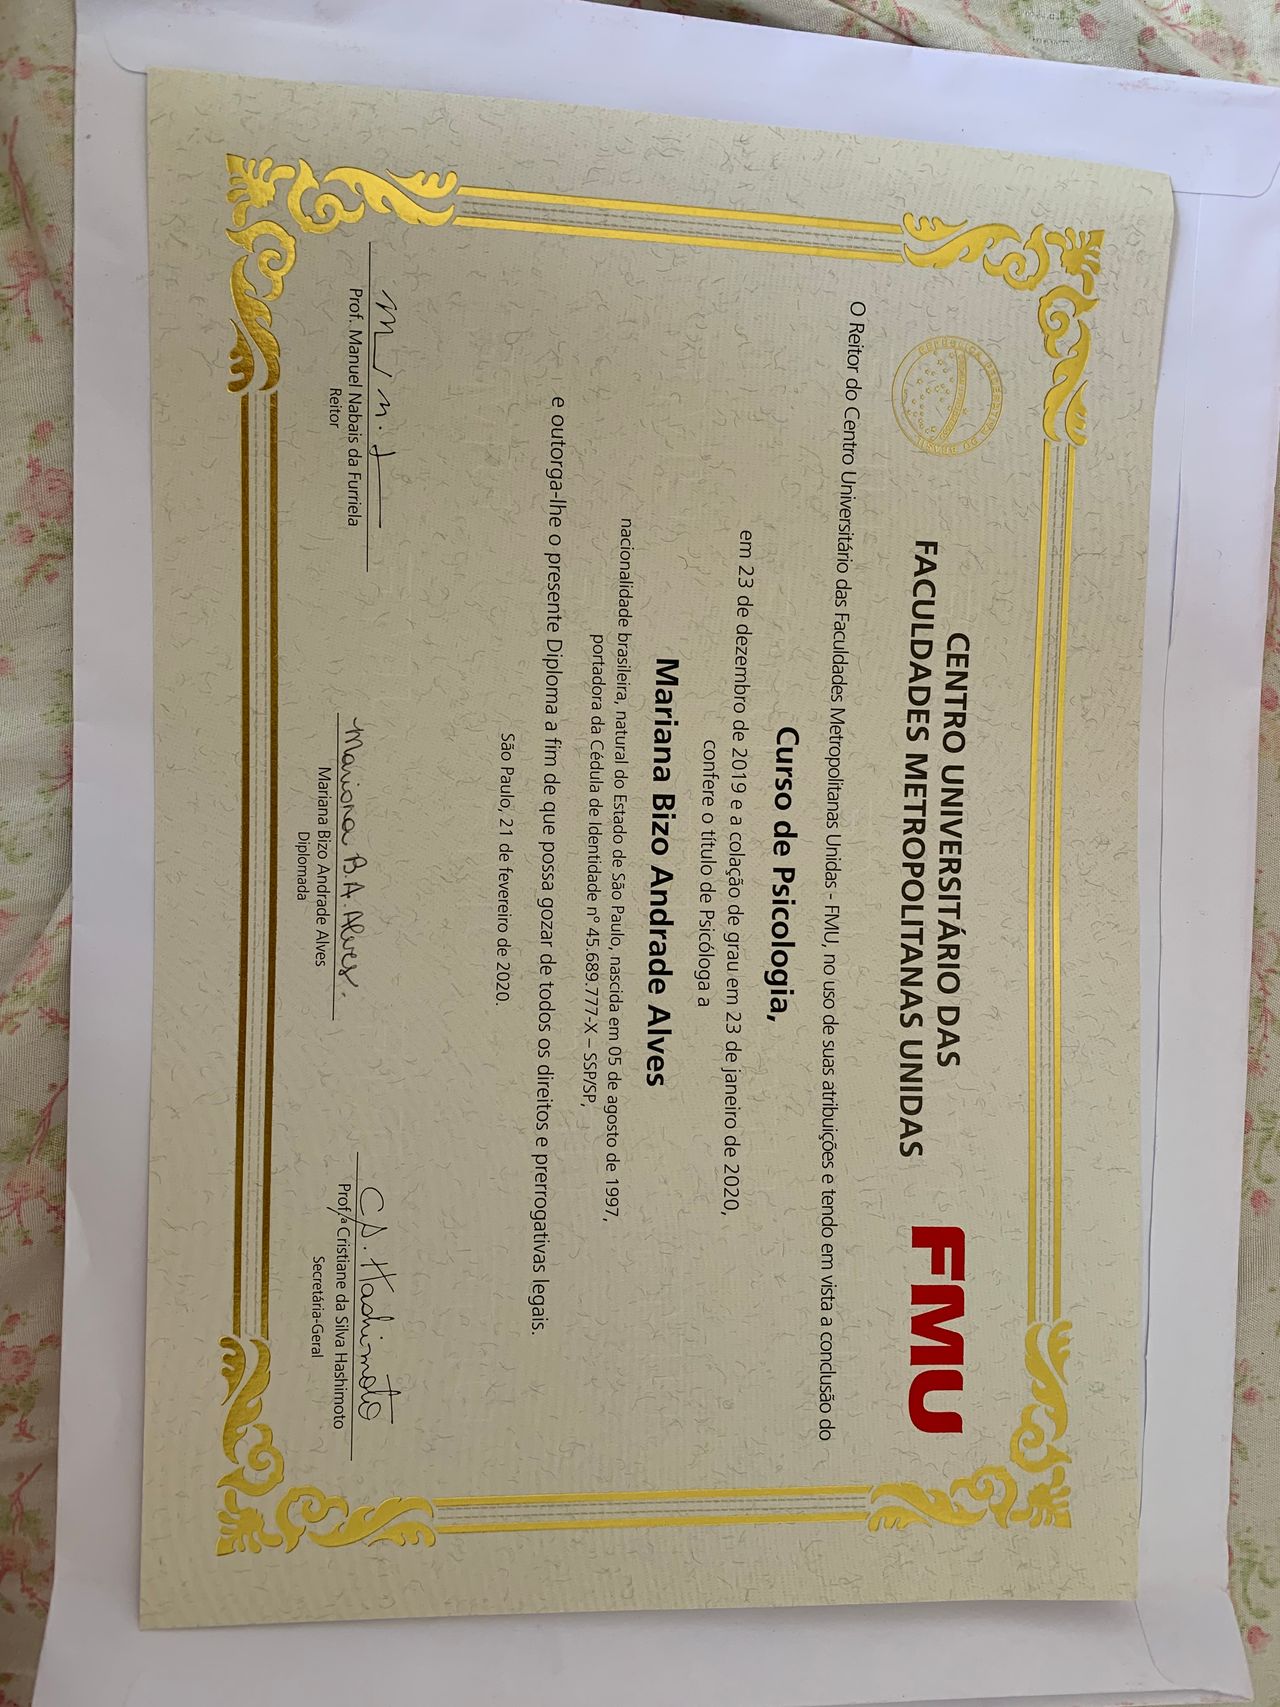 CENTRO UNIVERSITÁRIO DAS
FACULDADES METROPOLITANAS UNIDAS
FMU
O Reitor do Centro Universitário das Faculdades Metropolitanas Unidas - FMU, no uso de suas atribuições e tendo em vista a conclusão do
Curso de Psicologia,
em 23 de dezembro de 2019 e a colação de grau em 23 de janeiro de 2020,
confere o título de Psicóloga a
Mariana Bizo Andrade Alves
nacionalidade brasileira, natural do Estado de São Paulo, nascida em 05 de agosto de 1997,
portadora da Cédula de Identidade nº 45.689.777-X – SSP/SP,
e outorga-lhe o presente Diploma a fim de que possa gozar de todos os direitos e prerrogativas legais.
São Paulo, 21 de fevereiro de 2020.
Prof. Manuel Nabais da Furriela
Reitor
Mariana B. A. Alves.
Mariana Bizo Andrade Alves
Diplomada
C.S. Hashimoto
Prof.ª Cristiane da Silva Hashimoto
Secretária-Geral